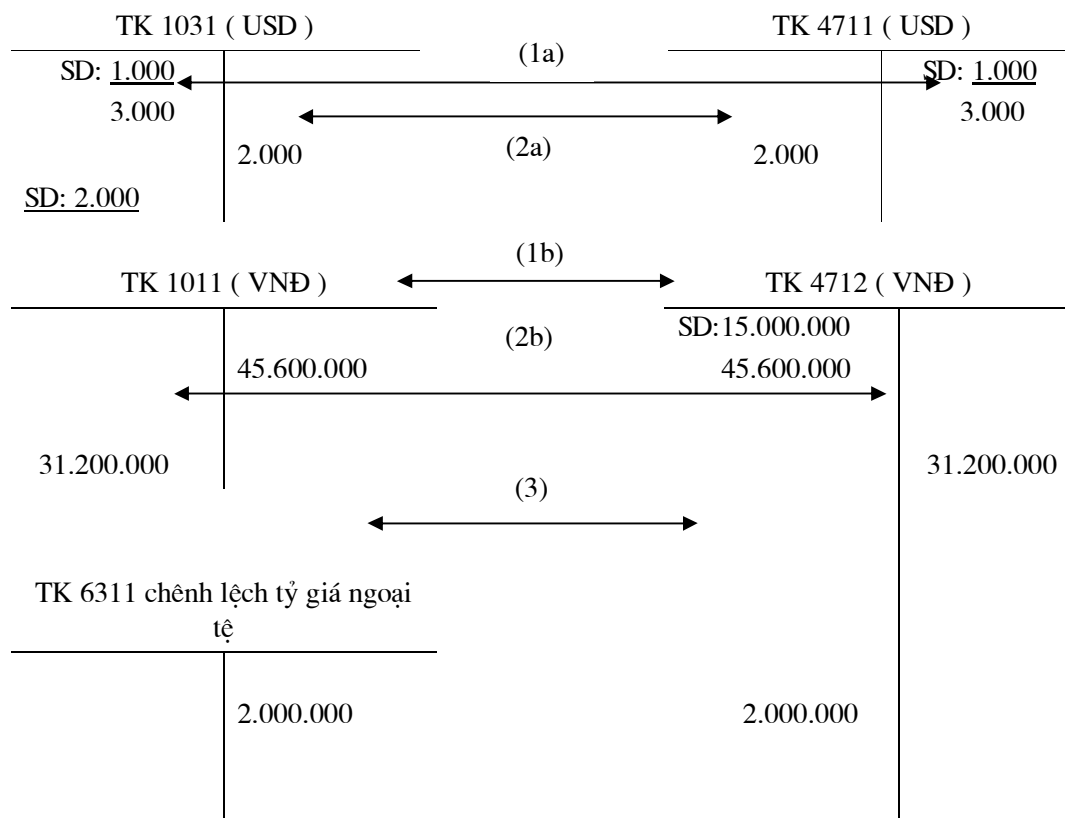 TK 1031 ( USD ) TK 4711 ( USD )
(1a)
SD: 1.000 SD: 1.000
3.000 3.000
(2a)
2.000 2.000
SD: 2.000
(1b)
TK 1011 ( VNĐ ) TK 4712 ( VNĐ )
SD:15.000.000
(2b)
45.600.000 45.600.000
31.200.000 31.200.000
(3)
TK 6311 chênh lệch tỷ giá ngoại
tệ
2.000.000 2.000.000